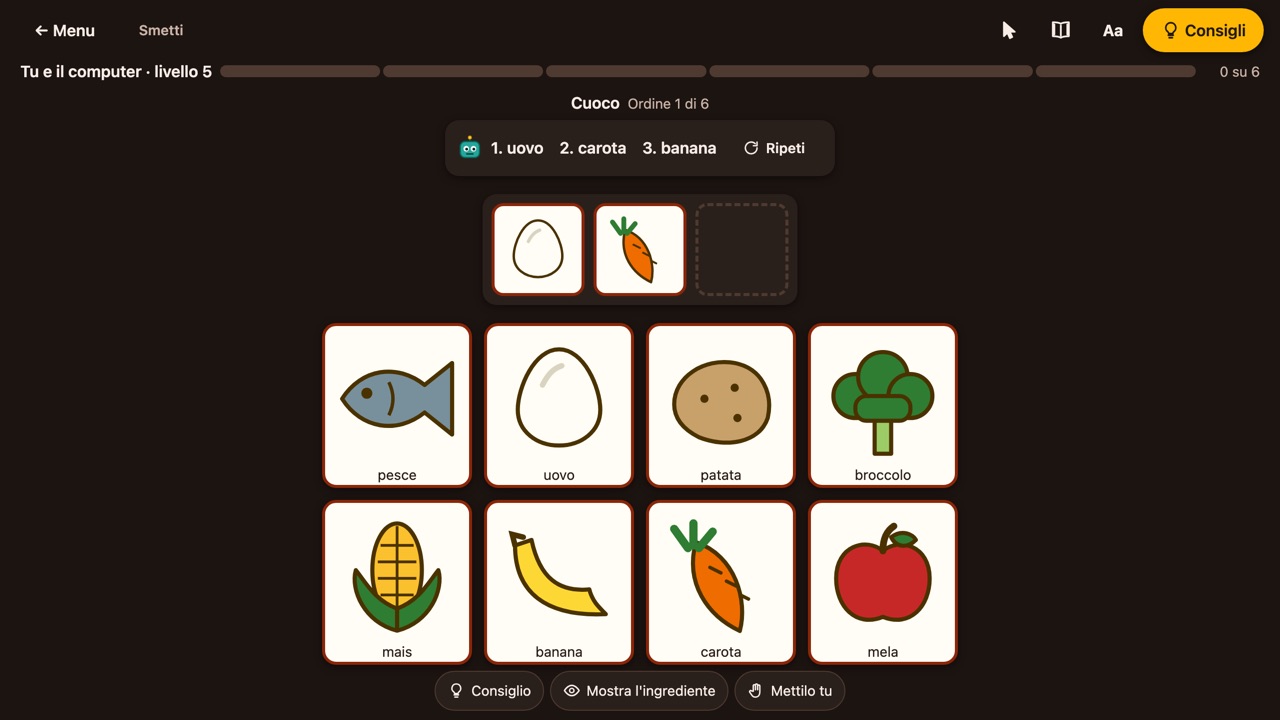 Menu
Smetti
Aa
Consigli
Tu e il computer · livello 5
0 su 6
Cuoco Ordine 1 di 6
1. uovo 2. carota 3. banana
Ripeti
pesce
uovo
patata
broccolo
mais
banana
carota
mela
Consiglio
Mostra l'ingrediente
Mettilo tu